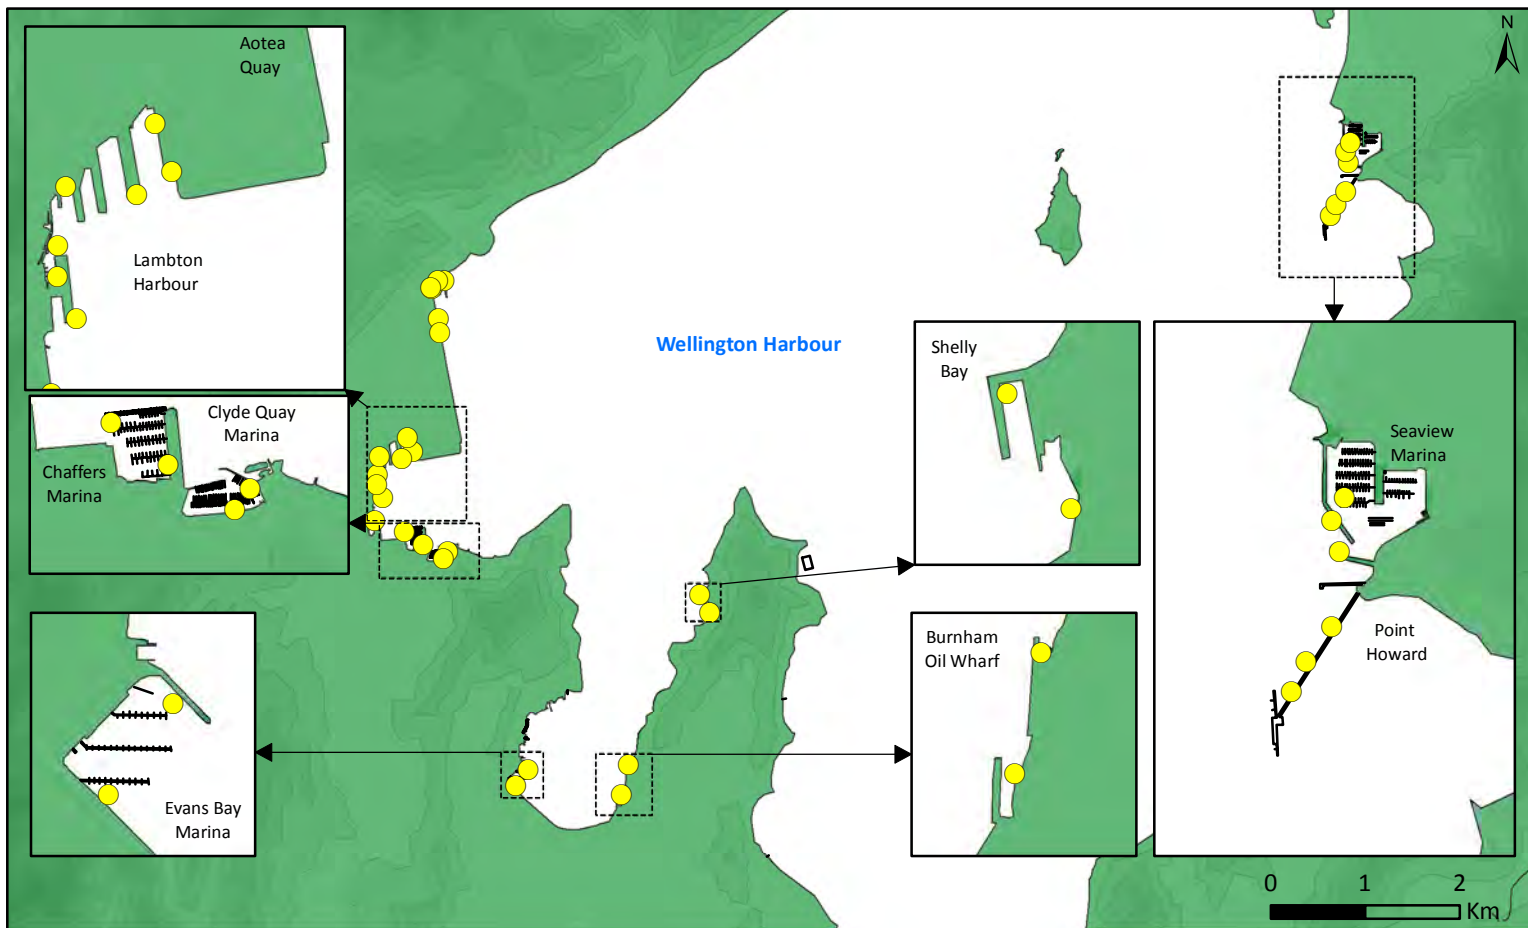 Aotea
Quay
N
Lambton
Harbour
Wellington Harbour
Shelly
Bay
Clyde Quay
Marina
Chaffers
Marina
Seaview
Marina
Burnham
Oil Wharf
Point
Howard
Evans Bay
Marina
0 1 2
Km